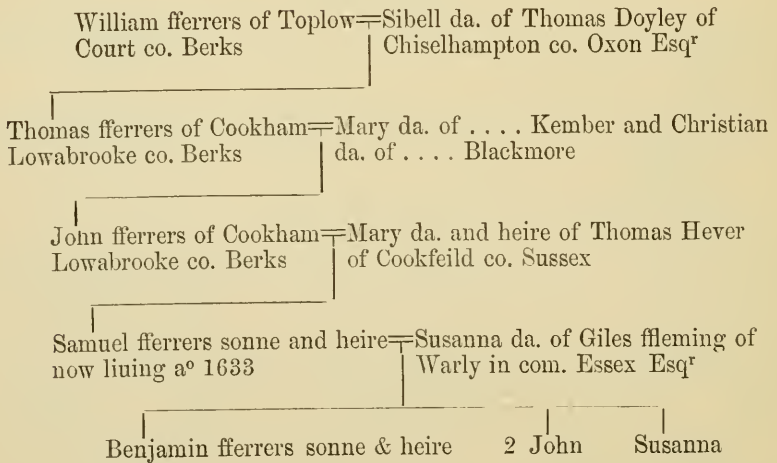 William fferrers of Toplow=Sibell da. of Thomas Doyley of
Court co. Berks Chiselhampton co. Oxon Esqʳ
Thomas fferrers of Cookham=Mary da. of . . . . Kember and Christian
Lowabrooke co. Berks da. of . . . . Blackmore
John fferrers of Cookham=Mary da. and heire of Thomas Hever
Lowabrooke co. Berks of Cookfeild co. Sussex
Samuel fferrers sonne and heire=Susanna da. of Giles ffleming of
now liuing aº 1633 Warly in com. Essex Esqʳ
Benjamin fferrers sonne & heire 2 John Susanna